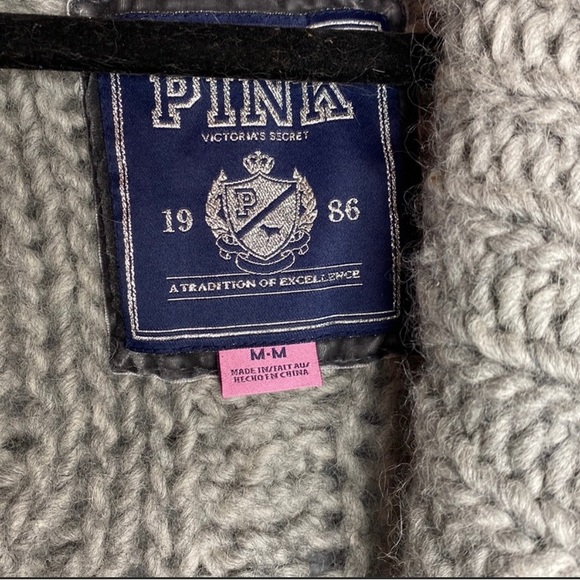 PINK
VICTORIA'S SECRET
P
19 86
A TRADITION OF EXCELLENCE
M•M
MADE IN/FAIT AU/
HECHO EN CHINA